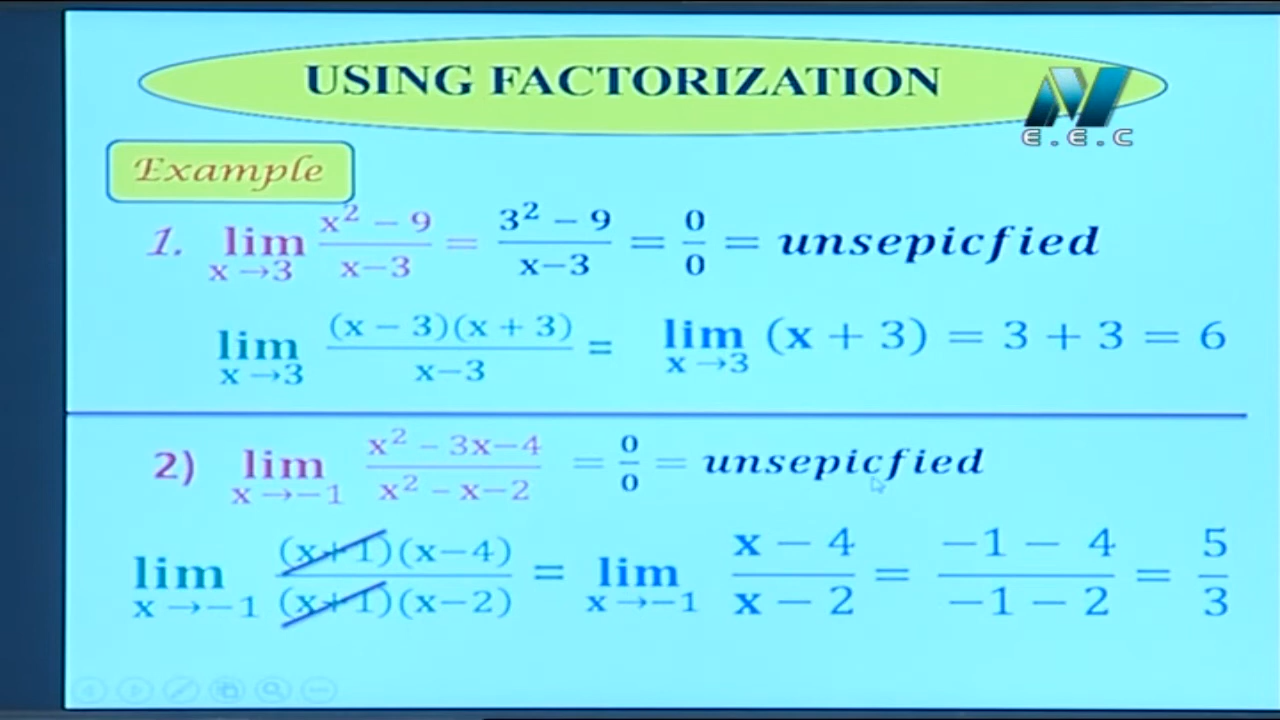 USING FACTORIZATION
E.E.C
Example
1. lim x→3 x² − 9 / x−3 = 3² − 9 / x−3 = 0/0 = unsepicfied
lim x→3 (x − 3)(x + 3) / x−3 = lim x→3 (x + 3) = 3 + 3 = 6
2) lim x→−1 x² − 3x−4 / x² − x−2 = 0/0 = unsepicfied
lim x→−1 (x+1)(x−4) / (x+1)(x−2) = lim x→−1 x − 4 / x − 2 = −1 − 4 / −1 − 2 = 5/3